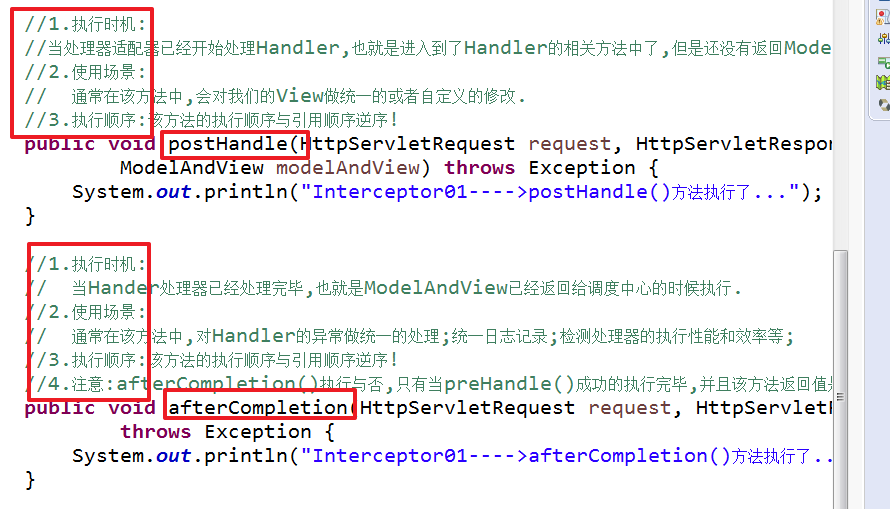 //1.执行时机:
//当处理器适配器已经开始处理Handler,也就是进入到了Handler的相关方法中了,但是还没有返回Mode
//2.使用场景:
//  通常在该方法中,会对我们的View做统一的或者自定义的修改.
//3.执行顺序:该方法的执行顺序与引用顺序逆序!
public void postHandle(HttpServletRequest request, HttpServletRespon
ModelAndView modelAndView) throws Exception {
System.out.println("Interceptor01---->postHandle()方法执行了...");
}
//1.执行时机:
//  当Hander处理器已经处理完毕,也就是ModelAndView已经返回给调度中心的时候执行.
//2.使用场景:
//  通常在该方法中,对Handler的异常做统一的处理;统一日志记录;检测处理器的执行性能和效率等;
//3.执行顺序:该方法的执行顺序与引用顺序逆序!
//4.注意:afterCompletion()执行与否,只有当preHandle()成功的执行完毕,并且该方法返回值是
public void afterCompletion(HttpServletRequest request, HttpServletR
throws Exception {
System.out.println("Interceptor01---->afterCompletion()方法执行了..
}